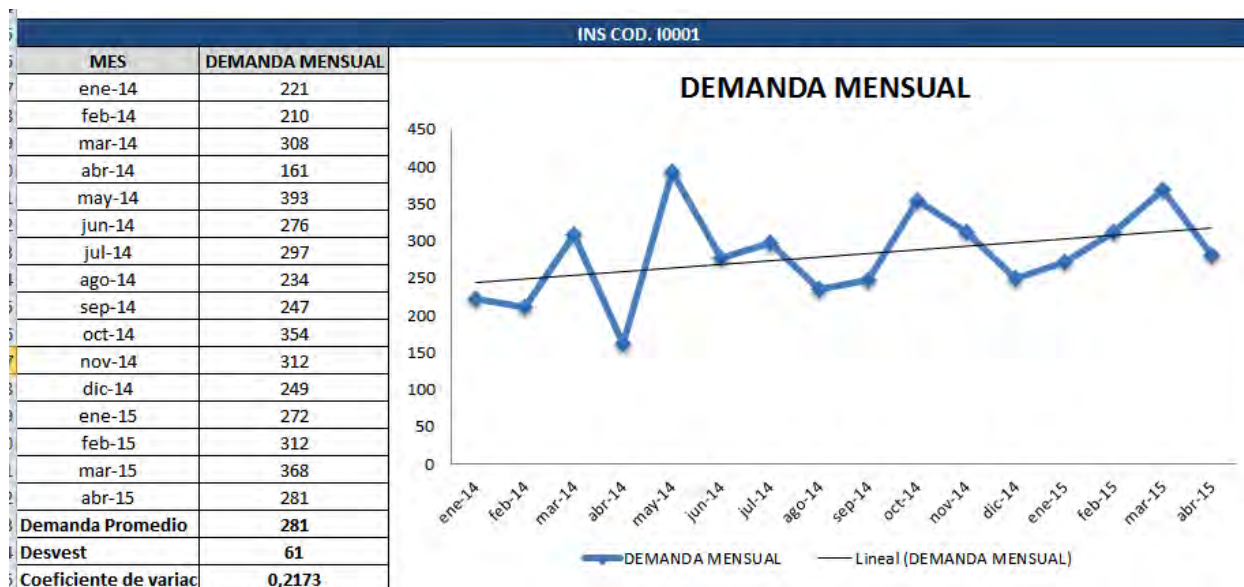 INS COD. I0001
MES DEMANDA MENSUAL
ene-14 221
feb-14 210
mar-14 308
abr-14 161
may-14 393
jun-14 276
jul-14 297
ago-14 234
sep-14 247
oct-14 354
nov-14 312
dic-14 249
ene-15 272
feb-15 312
mar-15 368
abr-15 281
Demanda Promedio 281
Desvest 61
Coeficiente de variac 0,2173
DEMANDA MENSUAL
450
400
350
300
250
200
150
100
50
0
ene-14 feb-14 mar-14 abr-14 may-14 jun-14 jul-14 ago-14 sep-14 oct-14 nov-14 dic-14 ene-15 feb-15 mar-15 abr-15
DEMANDA MENSUAL Lineal (DEMANDA MENSUAL)